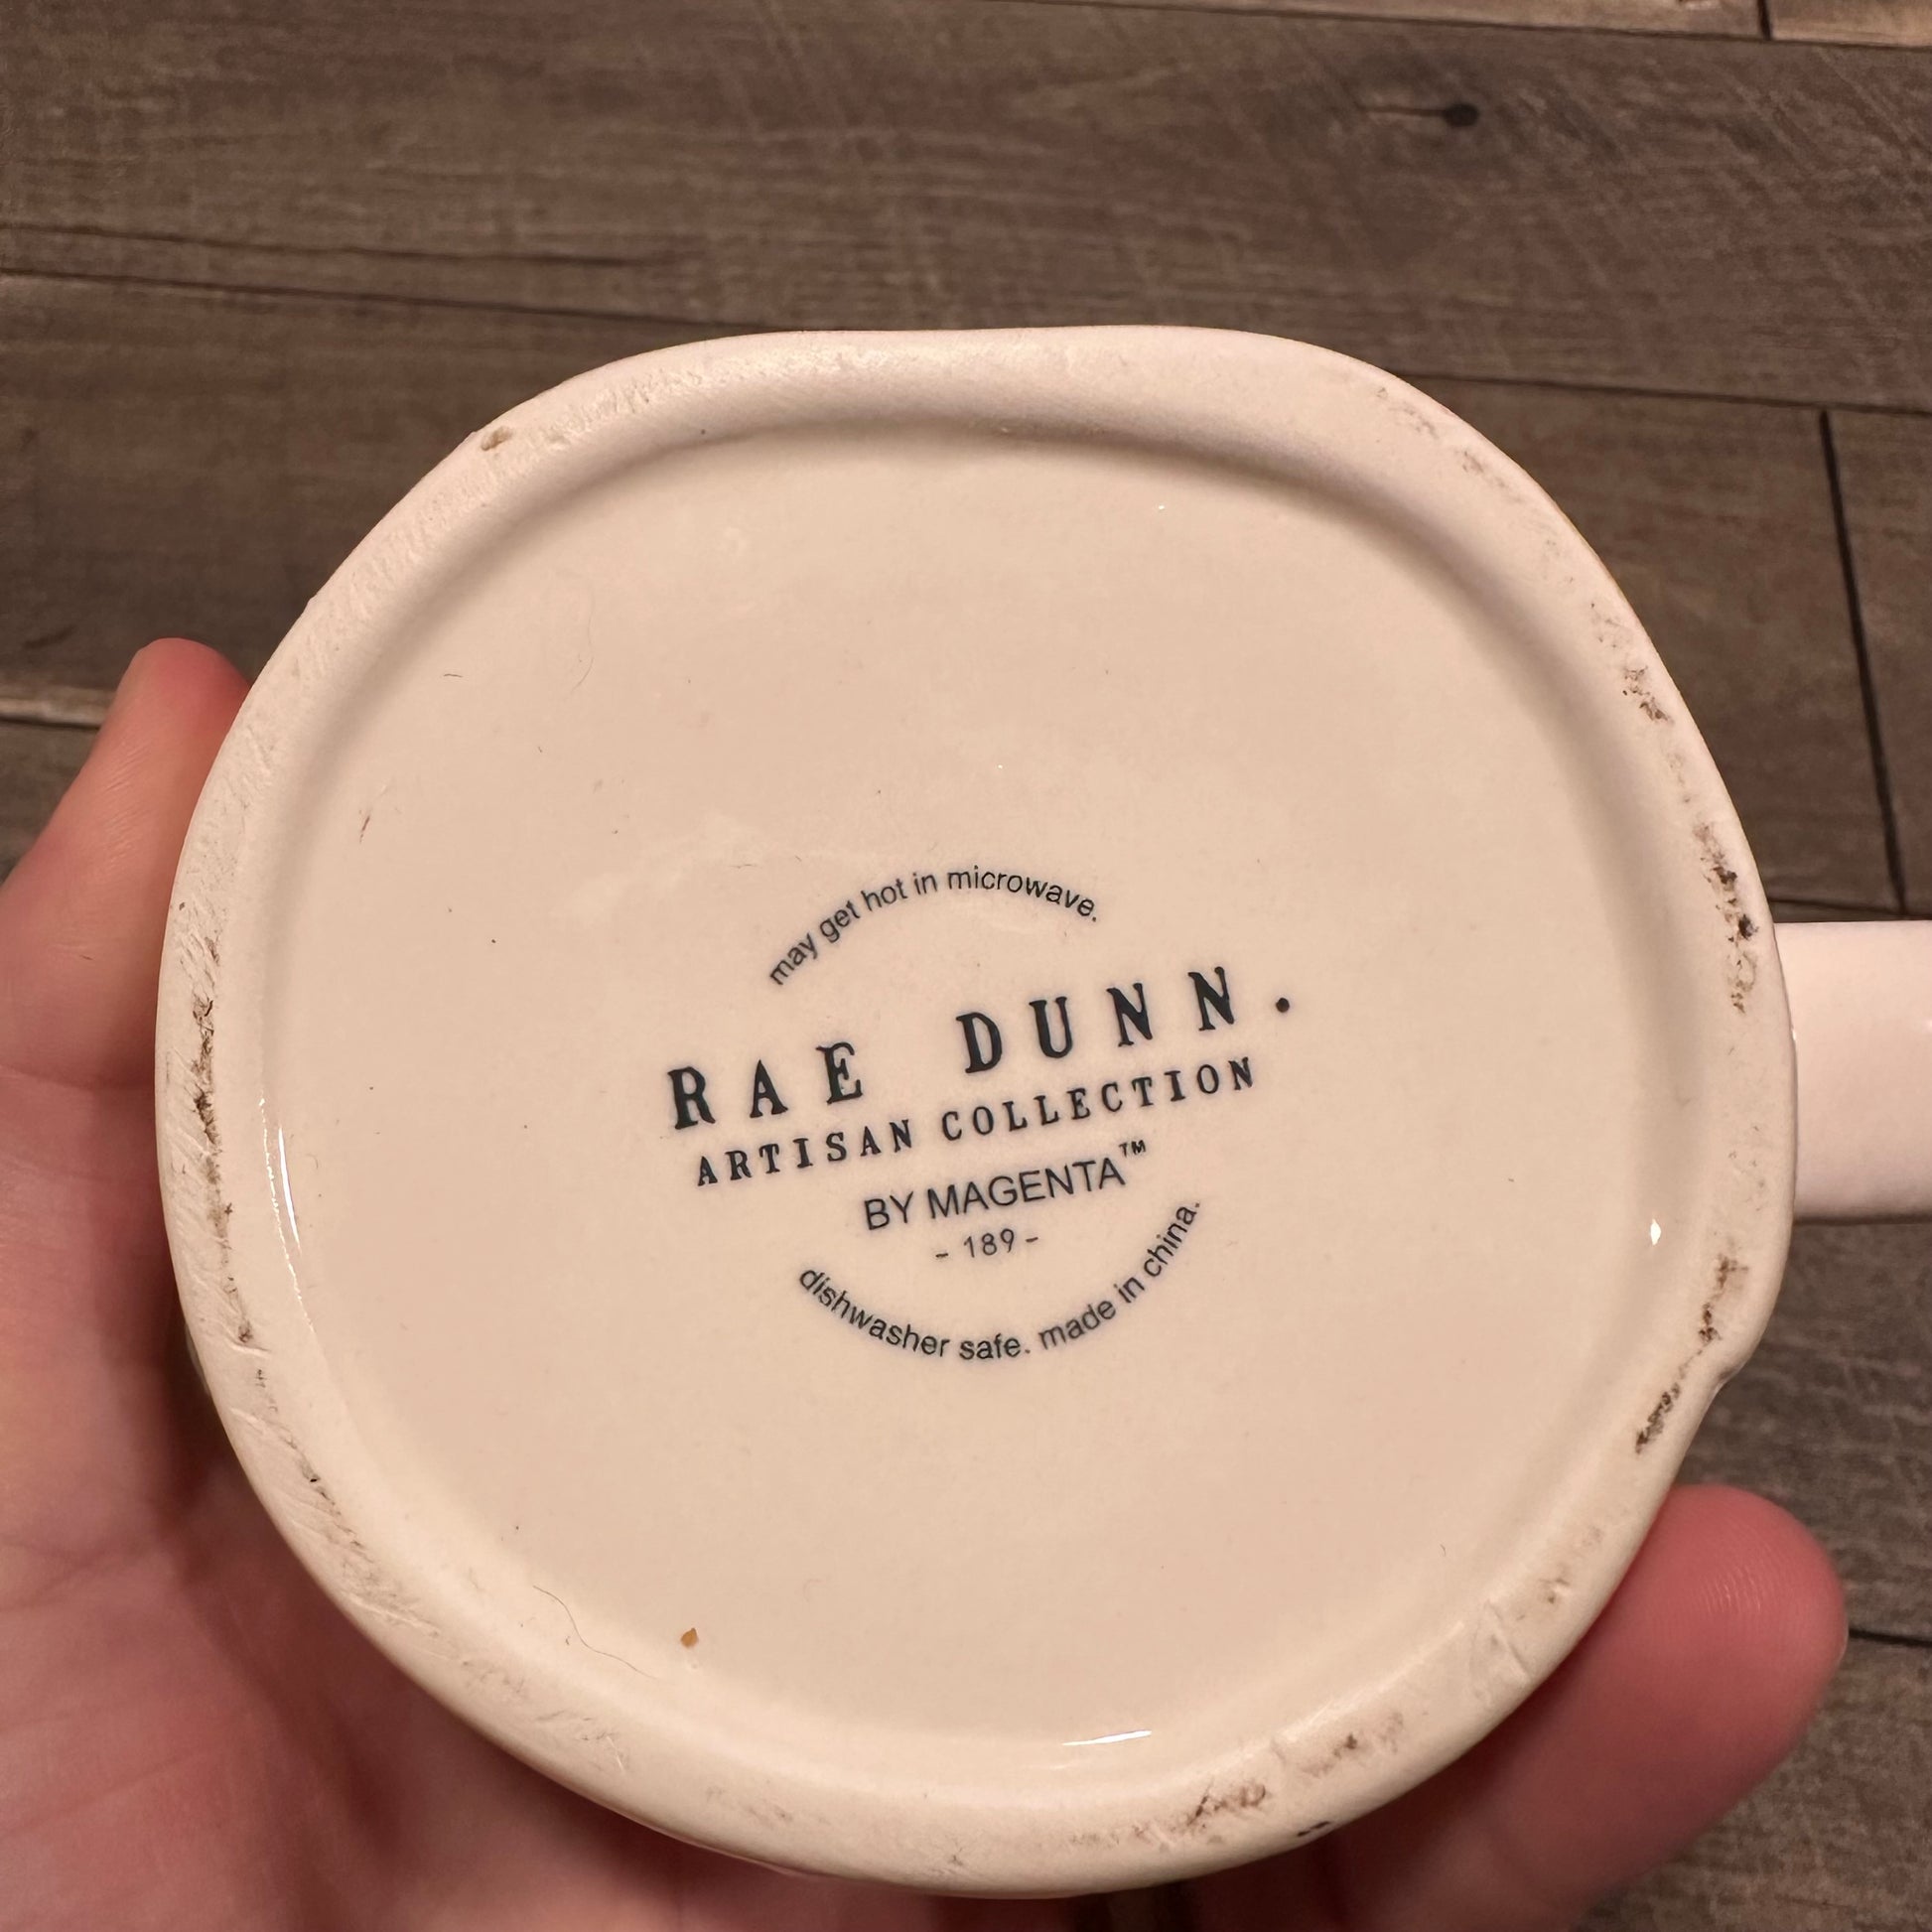 may get hot in microwave.
RAE DUNN.
ARTISAN COLLECTION
BY MAGENTA™
- 189 -
dishwasher safe. made in china.